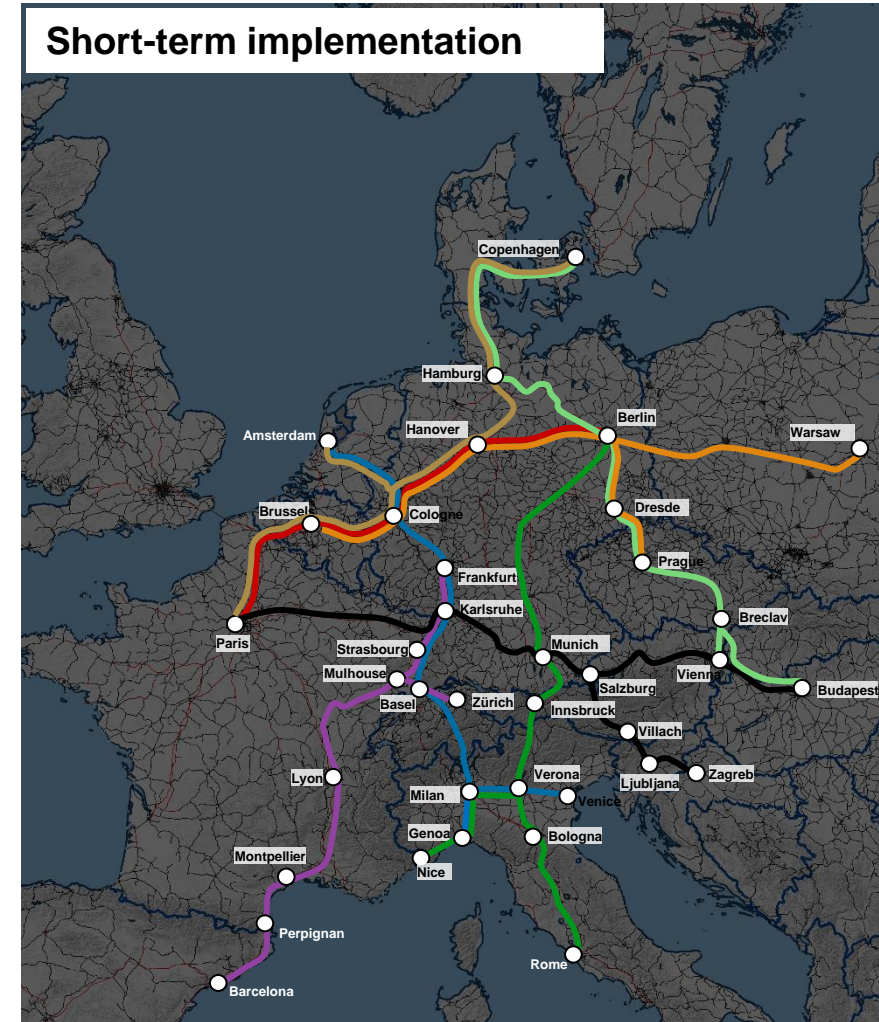 Short-term implementation
Copenhagen
Hamburg
Berlin
Hanover
Warsaw
Amsterdam
Dresde
Brussels
Cologne
Prague
Frankfurt
Karlsruhe
Breclav
Paris
Strasbourg
Munich
Mulhouse
Vienna
Salzburg
Budapest
Basel
Zürich
Innsbruck
Villach
Lyon
Verona
Zagreb
Ljubljana
Milan
Venice
Genoa
Bologna
Montpellier
Nice
Perpignan
Rome
Barcelona